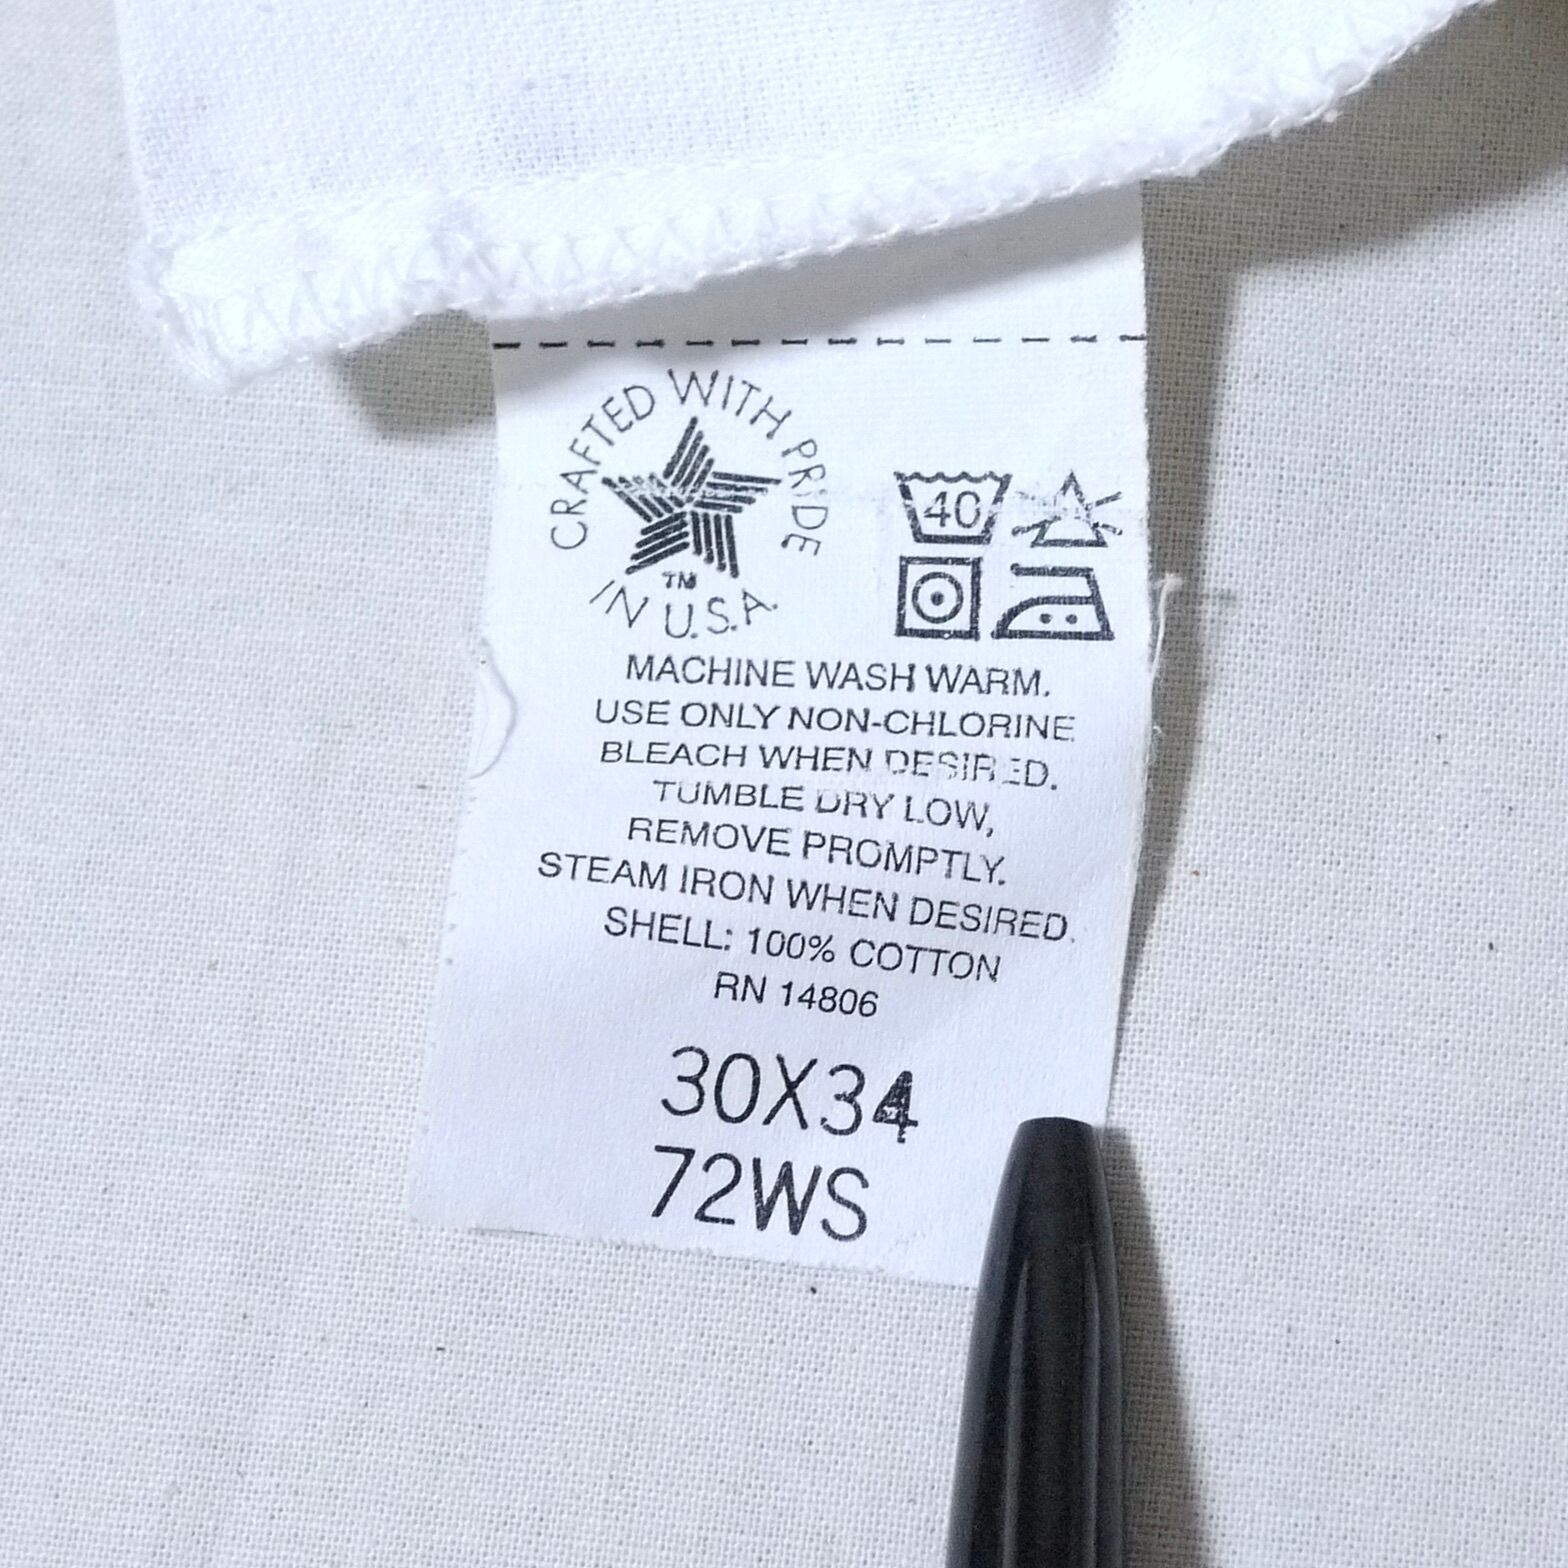 CRAFTED WITH PRIDE
TM
IN U.S.A.
40
MACHINE WASH WARM.
USE ONLY NON-CHLORINE
BLEACH WHEN DESIRED.
TUMBLE DRY LOW,
REMOVE PROMPTLY.
STEAM IRON WHEN DESIRED.
SHELL: 100% COTTON
RN 14806
30X34
72WS